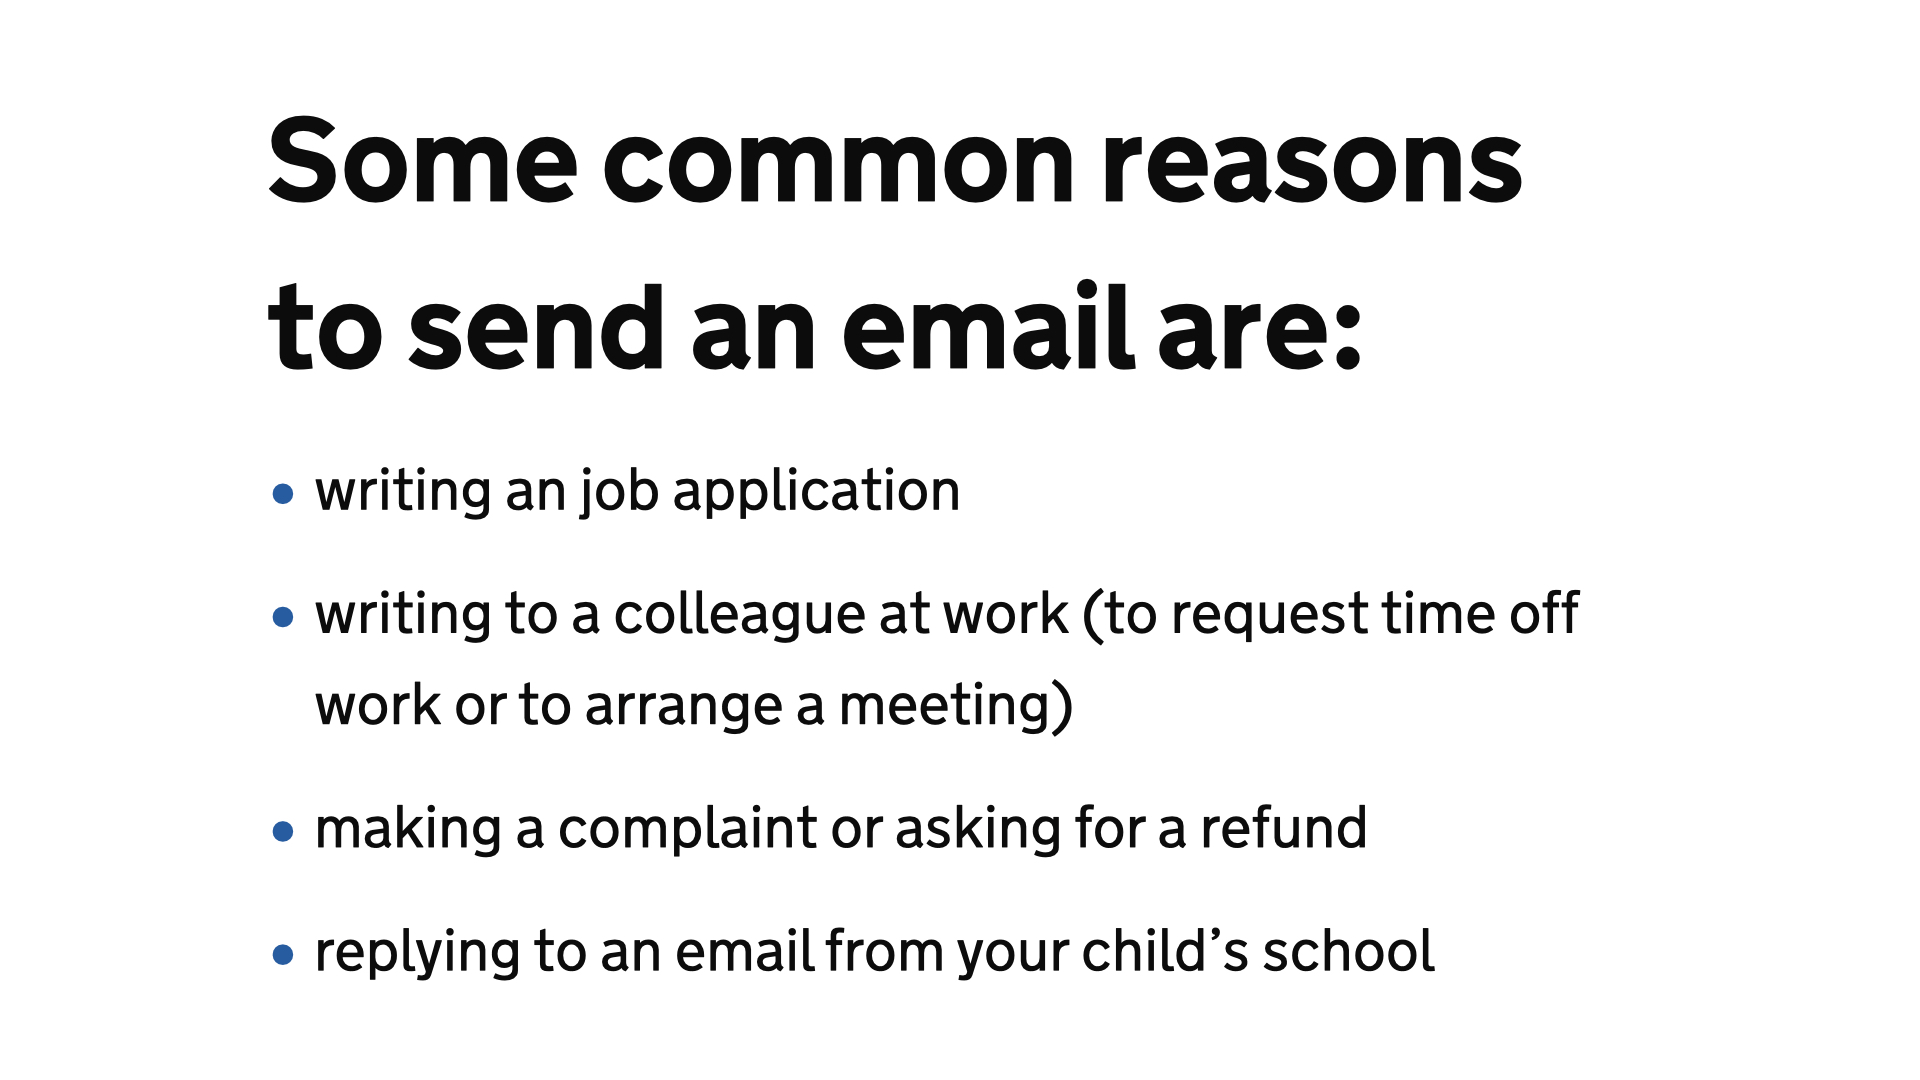 Some common reasons
to send an email are:
• writing an job application
• writing to a colleague at work (to request time off
work or to arrange a meeting)
• making a complaint or asking for a refund
• replying to an email from your child’s school